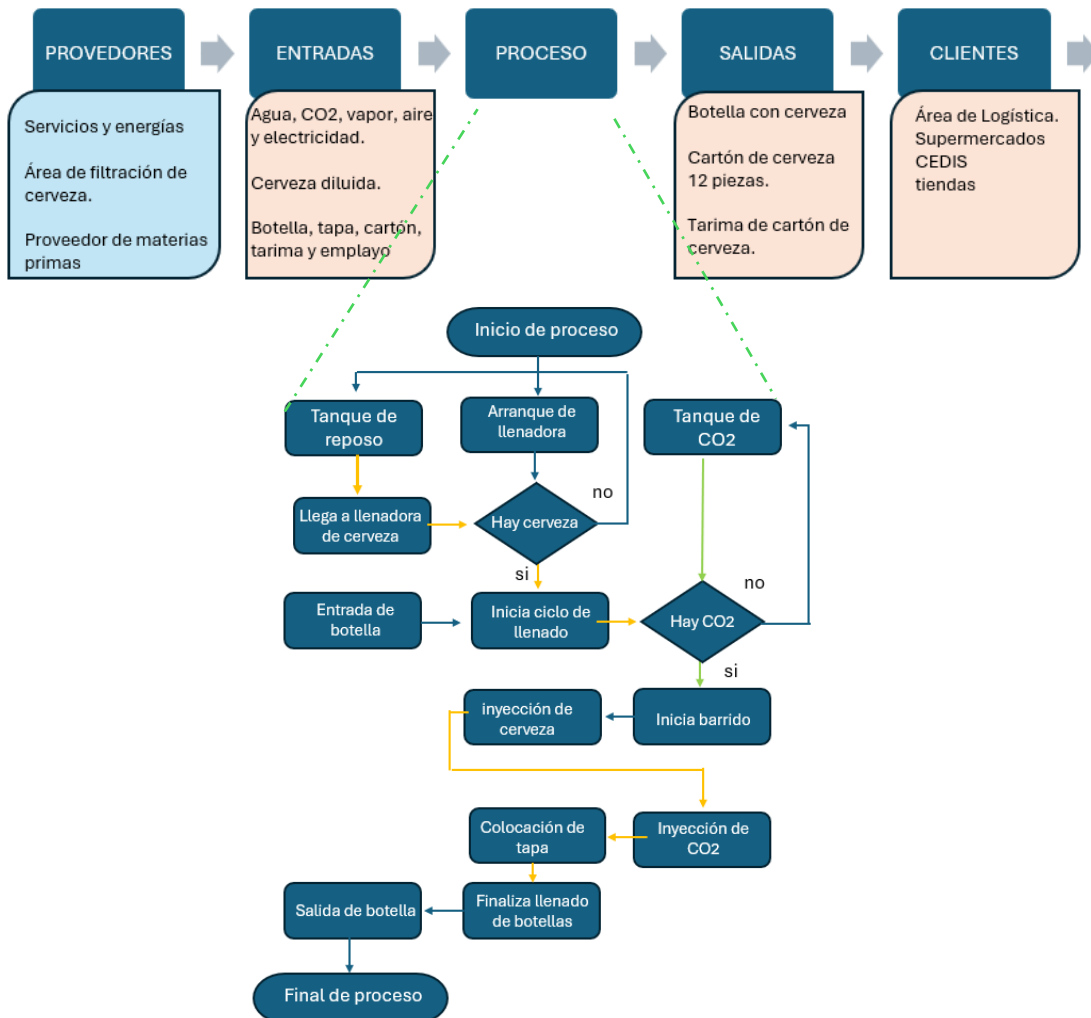 PROVEDORES
ENTRADAS
PROCESO
SALIDAS
CLIENTES
Servicios y energías
Área de filtración de
cerveza.
Proveedor de materias
primas
Agua, CO2, vapor, aire
y electricidad.
Cerveza diluida.
Botella, tapa, cartón,
tarima y emplayo
Botella con cerveza
Cartón de cerveza
12 piezas.
Tarima de cartón de
cerveza.
Área de Logística.
Supermercados
CEDIS
tiendas
Inicio de proceso
Tanque de
reposo
Arranque de
llenadora
Tanque de
CO2
no
Llega a llenadora
de cerveza
Hay cerveza
si
no
Entrada de
botella
Inicia ciclo de
llenado
Hay CO2
si
inyección de
cerveza
Inicia barrido
Colocación de
tapa
Inyección de
CO2
Salida de botella
Finaliza llenado
de botellas
Final de proceso